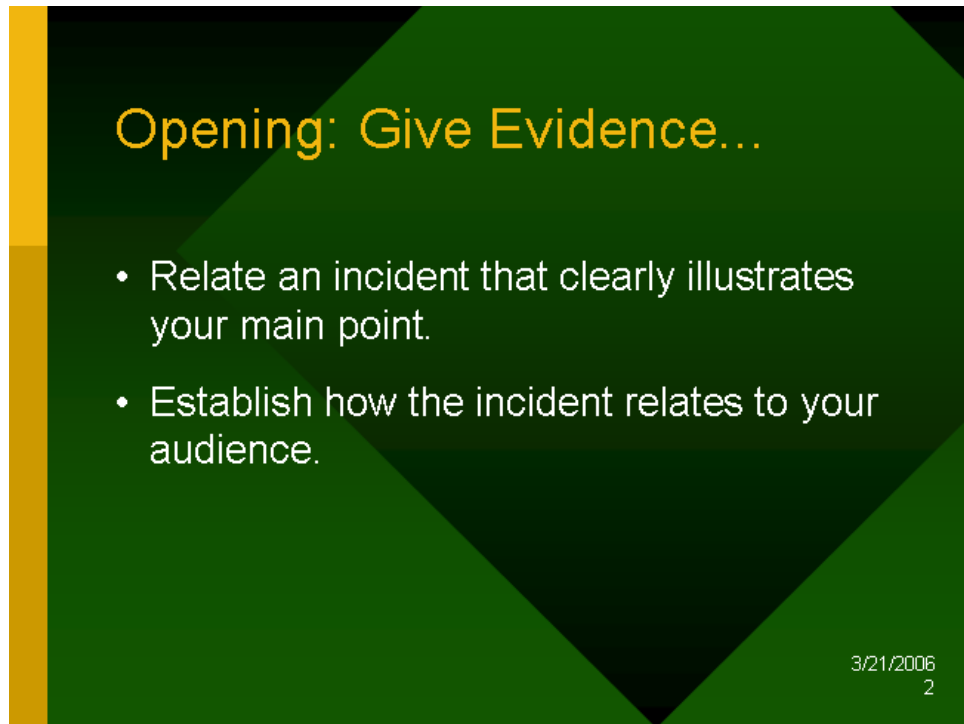 Opening: Give Evidence...
• Relate an incident that clearly illustrates
your main point.
• Establish how the incident relates to your
audience.
3/21/2006
2